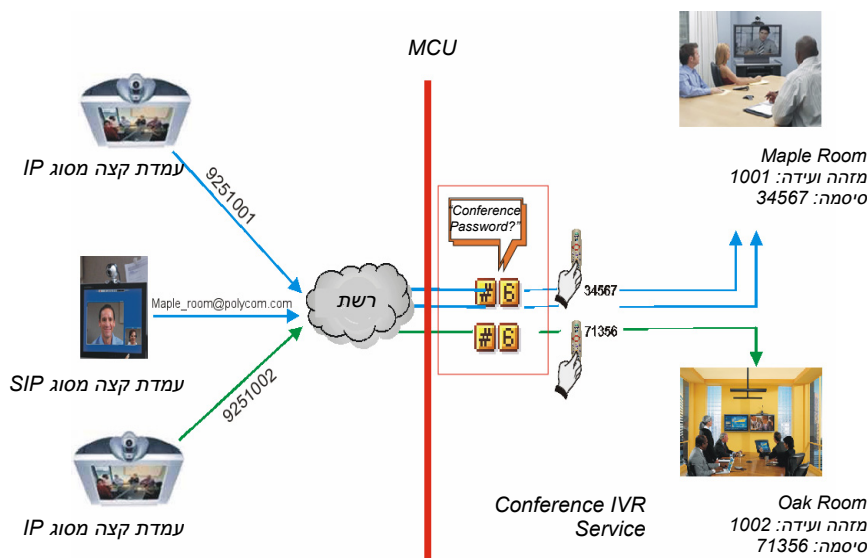 MCU
עמדת קצה מסוג IP
9251001
Maple Room
מזהה ועידה: 1001
סיסמה: 34567
"Conference
Password?"
Maple_room@polycom.com
רשת
# 6
34567
# 6
71356
עמדת קצה מסוג SIP
9251002
עמדת קצה מסוג IP
Conference IVR
Service
Oak Room
מזהה ועידה: 1002
סיסמה: 71356